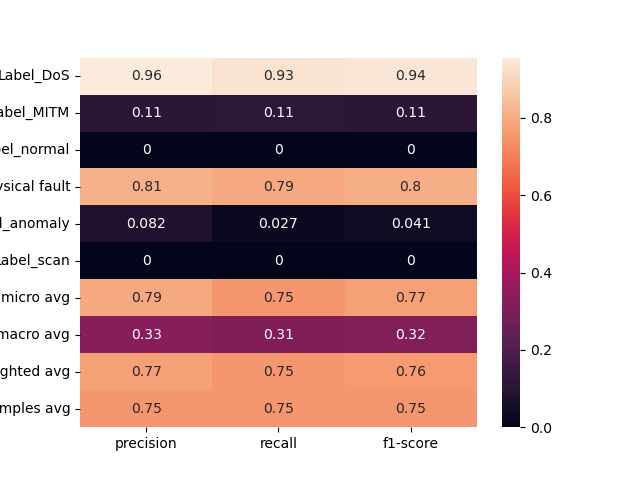 Label_DoS 0.96 0.93 0.94
abel_MITM 0.11 0.11 0.11
el_normal 0 0 0
ysical fault 0.81 0.79 0.8
l_anomaly 0.082 0.027 0.041
Label_scan 0 0 0
micro avg 0.79 0.75 0.77
macro avg 0.33 0.31 0.32
ghted avg 0.77 0.75 0.76
mples avg 0.75 0.75 0.75
precision recall f1-score
0.8
0.6
0.4
0.2
0.0